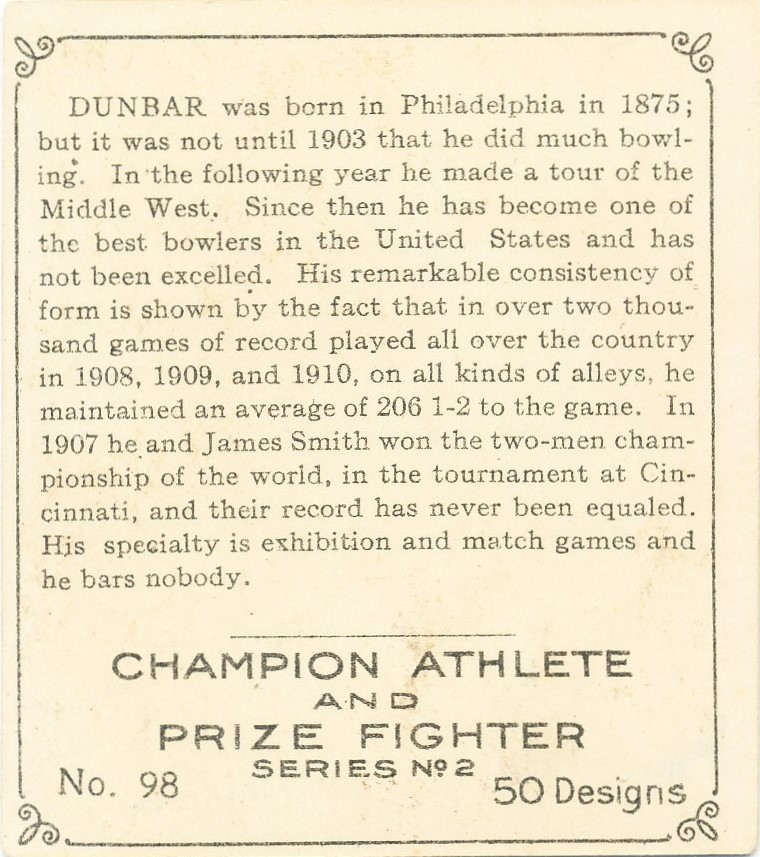 DUNBAR was born in Philadelphia in 1875;
but it was not until 1903 that he did much bowl-
ing. In the following year he made a tour of the
Middle West. Since then he has become one of
the best bowlers in the United States and has
not been excelled. His remarkable consistency of
form is shown by the fact that in over two thou-
sand games of record played all over the country
in 1908, 1909, and 1910, on all kinds of alleys, he
maintained an average of 206 1-2 to the game. In
1907 he and James Smith won the two-men cham-
pionship of the world, in the tournament at Cin-
cinnati, and their record has never been equaled.
His specialty is exhibition and match games and
he bars nobody.
CHAMPION ATHLETE
AND
PRIZE FIGHTER
SERIES Nº 2
No. 98
50 Designs